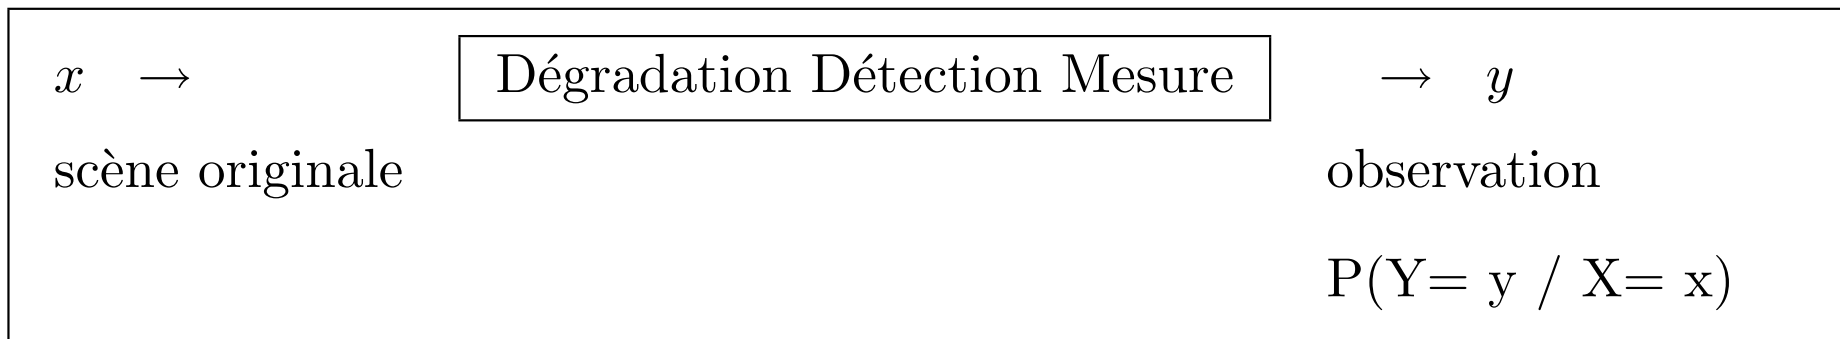 x → Dégradation Détection Mesure → y
scène originale observation
P(Y= y / X= x)